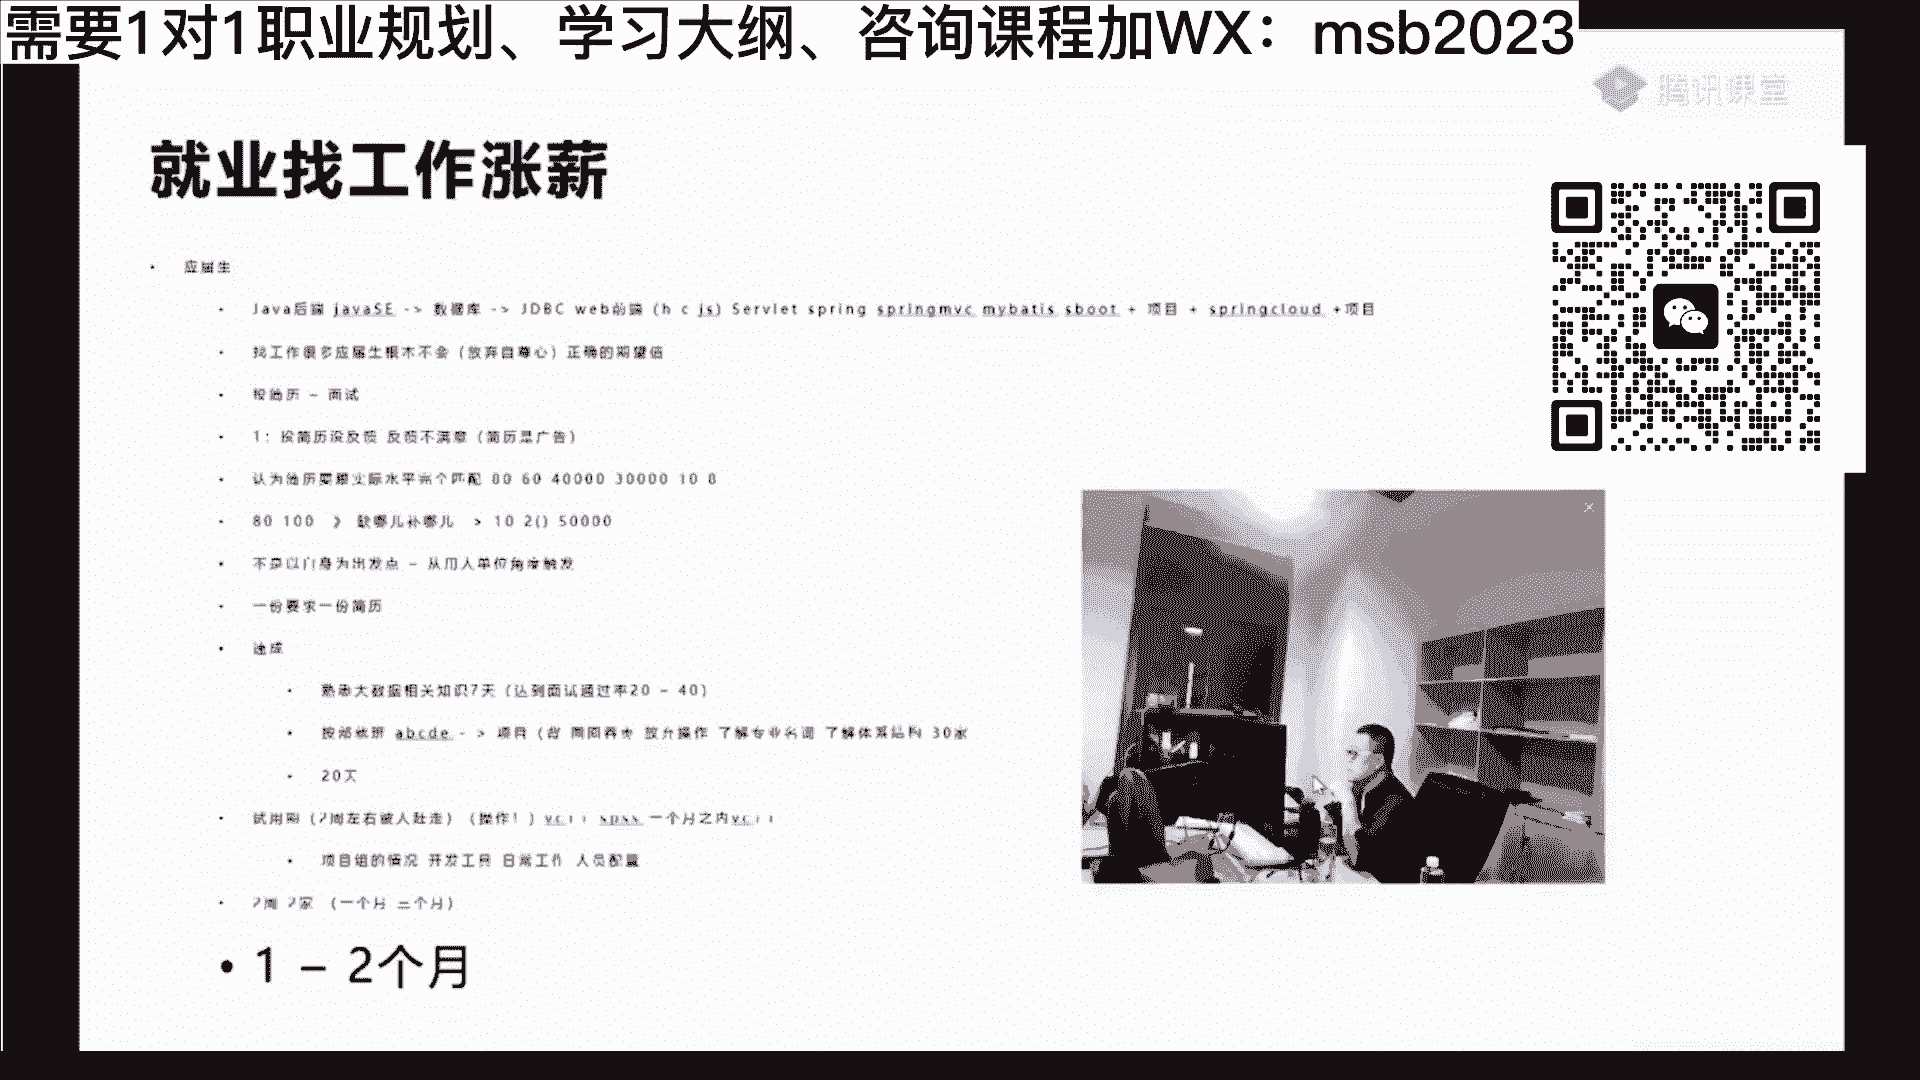 需要1对1职业规划、学习大纲、咨询课程加WX：msb2023
腾讯课堂
就业找工作涨薪
• 应届生
• Java后端 javaSE -> 数据库 -> JDBC web前端 (h c js) Servlet spring springmvc mybatis sboot + 项目 + springcloud +项目
• 找工作很多应届生根本不会（放弃自尊心）正确的期望值
• 投简历 – 面试
• 1：投简历没反馈 反馈不满意（简历是广告）
• 认为简历要跟实际水平完全匹配 80 60 40000 30000 10 8
• 80 100 》 缺哪儿补哪儿 > 10 2() 50000
• 不是以自身为出发点 – 从用人单位角度触发
• 一份要求一份简历
• 速成
• 熟悉大数据相关知识7天（达到面试通过率20 – 40）
• 按部就班 abcde - > 项目（背 周周 放弃操作 了解专业名词 了解体系结构 30家
• 20天
• 试用期（2周左右被人赶走）（操作！） spss 一个月之内
• 项目组的情况 开发工具 日常工作 人员配置
• 2周 2家 （一个月 三个月）
• 1 – 2个月